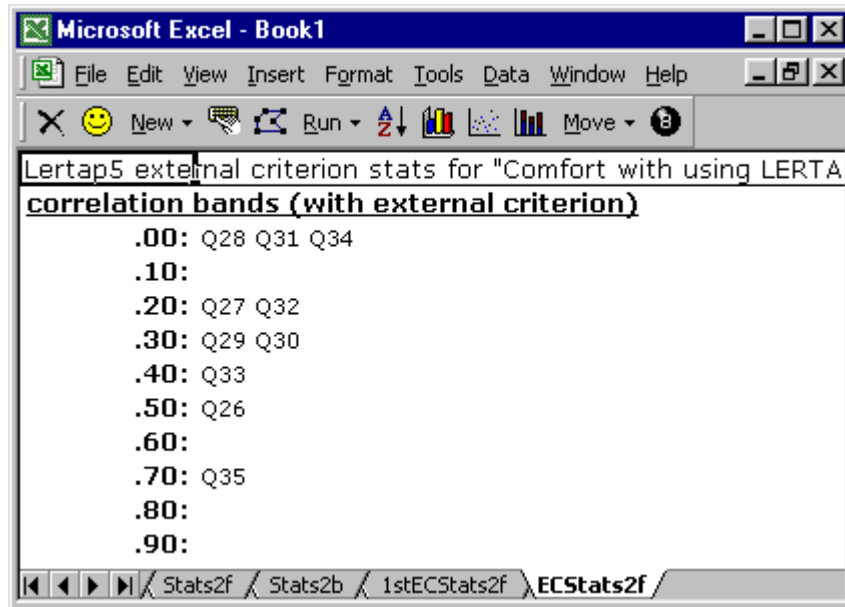 Microsoft Excel - Book1
File Edit View Insert Format Tools Data Window Help
New Run Move
Lertap5 external criterion stats for "Comfort with using LERTA
correlation bands (with external criterion)
.00: Q28 Q31 Q34
.10:
.20: Q27 Q32
.30: Q29 Q30
.40: Q33
.50: Q26
.60:
.70: Q35
.80:
.90:
Stats2f Stats2b 1stECStats2f ECStats2f